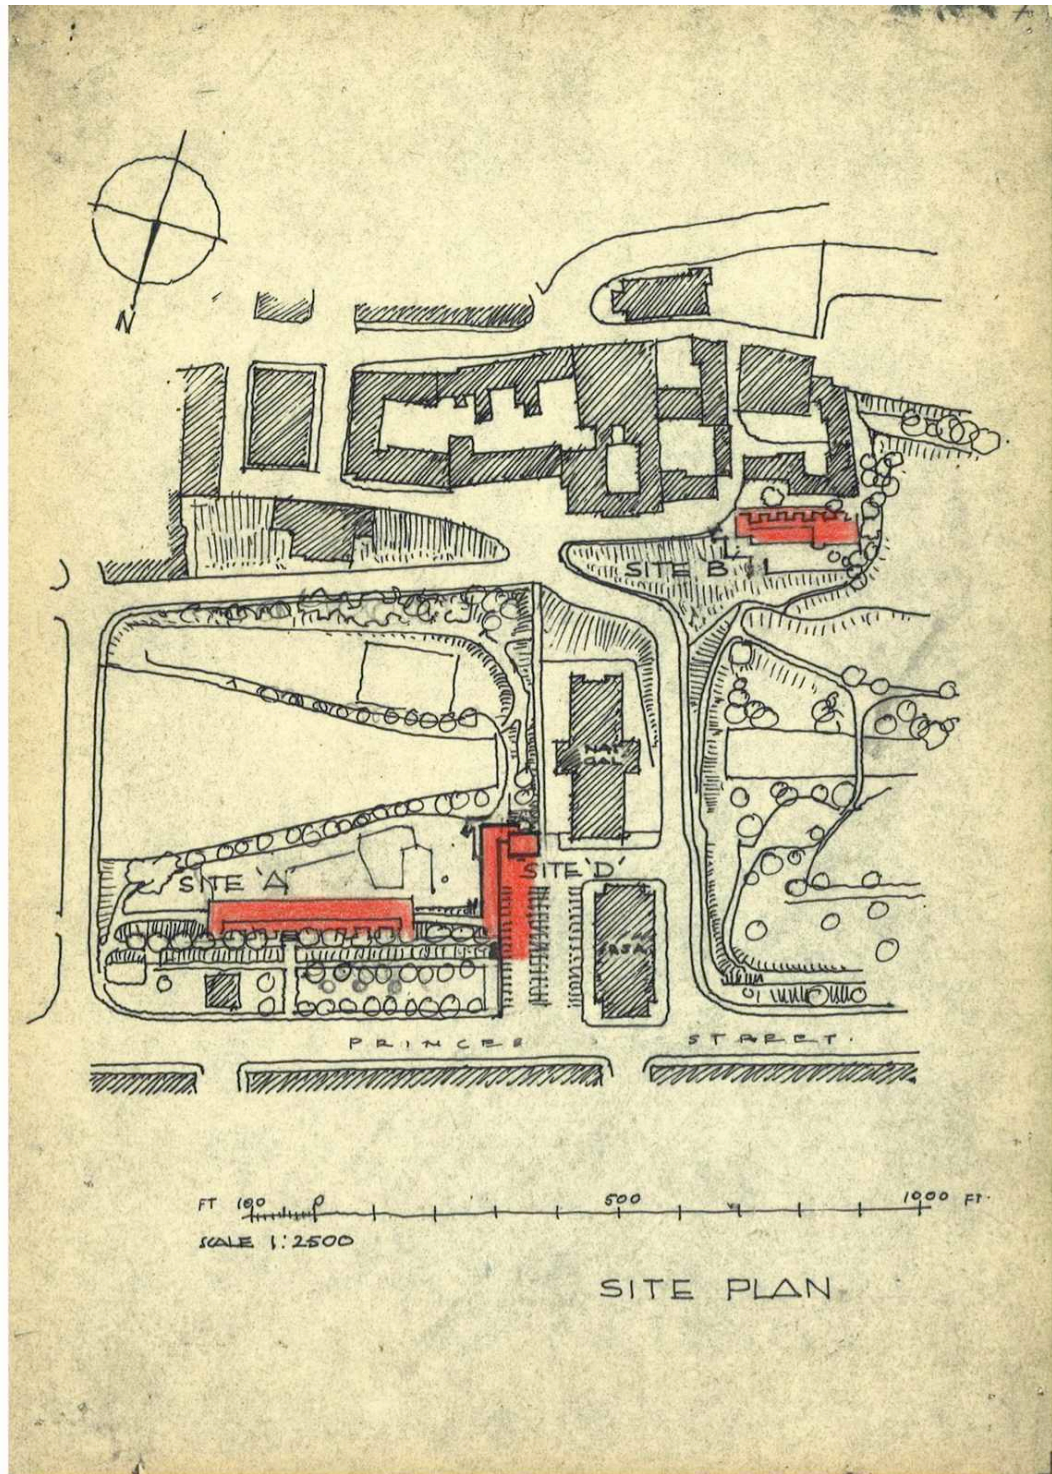 N
SITE B
NAT
GAL
SITE 'A'
SITE 'D'
RSA
PRINCES STREET.
FT 100 0 500 1000 FT.
SCALE 1:2500
SITE PLAN